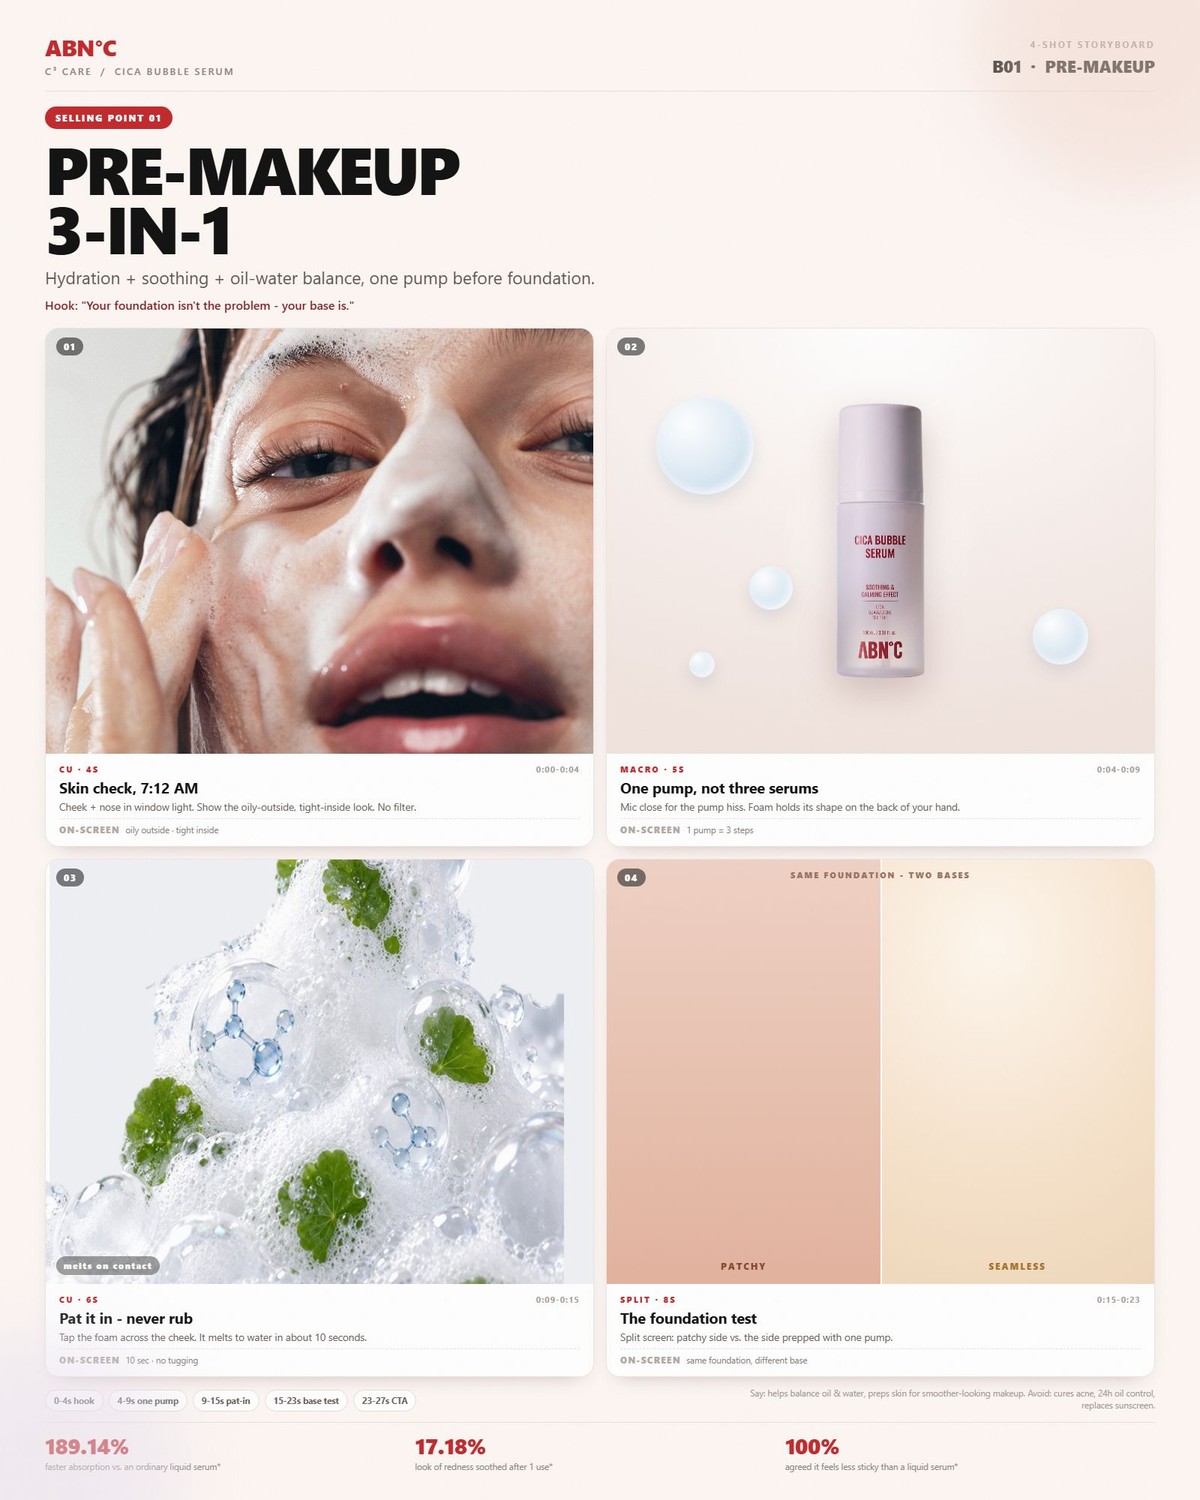 ABN°C
4-SHOT STORYBOARD
C³ CARE / CICA BUBBLE SERUM
B01 · PRE-MAKEUP
SELLING POINT 01
PRE-MAKEUP
3-IN-1
Hydration + soothing + oil-water balance, one pump before foundation.
Hook: "Your foundation isn't the problem - your base is."
01
02
CICA BUBBLE
SERUM
SOOTHING &
CALMING EFFECT
ABN°C
CU · 4S
0:00-0:04
Skin check, 7:12 AM
Cheek + nose in window light. Show the oily-outside, tight-inside look. No filter.
ON-SCREEN oily outside · tight inside
MACRO · 5S
0:04-0:09
One pump, not three serums
Mic close for the pump hiss. Foam holds its shape on the back of your hand.
ON-SCREEN 1 pump = 3 steps
03
melts on contact
04
SAME FOUNDATION - TWO BASES
PATCHY
SEAMLESS
CU · 6S
0:09-0:15
Pat it in - never rub
Tap the foam across the cheek. It melts to water in about 10 seconds.
ON-SCREEN 10 sec · no tugging
SPLIT · 8S
0:15-0:23
The foundation test
Split screen: patchy side vs. the side prepped with one pump.
ON-SCREEN same foundation, different base
0-4s hook
4-9s one pump
9-15s pat-in
15-23s base test
23-27s CTA
Say: helps balance oil & water, preps skin for smoother-looking makeup. Avoid: cures acne, 24h oil control,
replaces sunscreen.
189.14%
faster absorption vs. an ordinary liquid serum*
17.18%
look of redness soothed after 1 use*
100%
agreed it feels less sticky than a liquid serum*